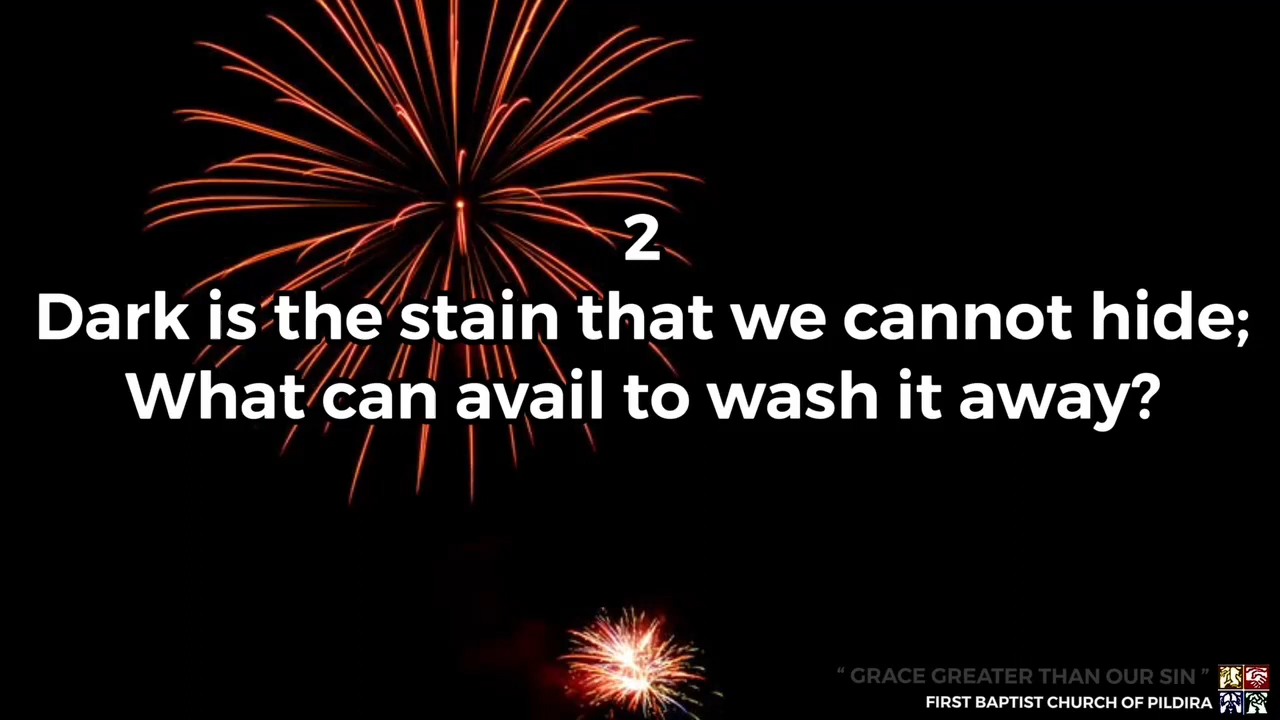 2
Dark is the stain that we cannot hide;
What can avail to wash it away?
“ GRACE GREATER THAN OUR SIN ”
FIRST BAPTIST CHURCH OF PILDIRA